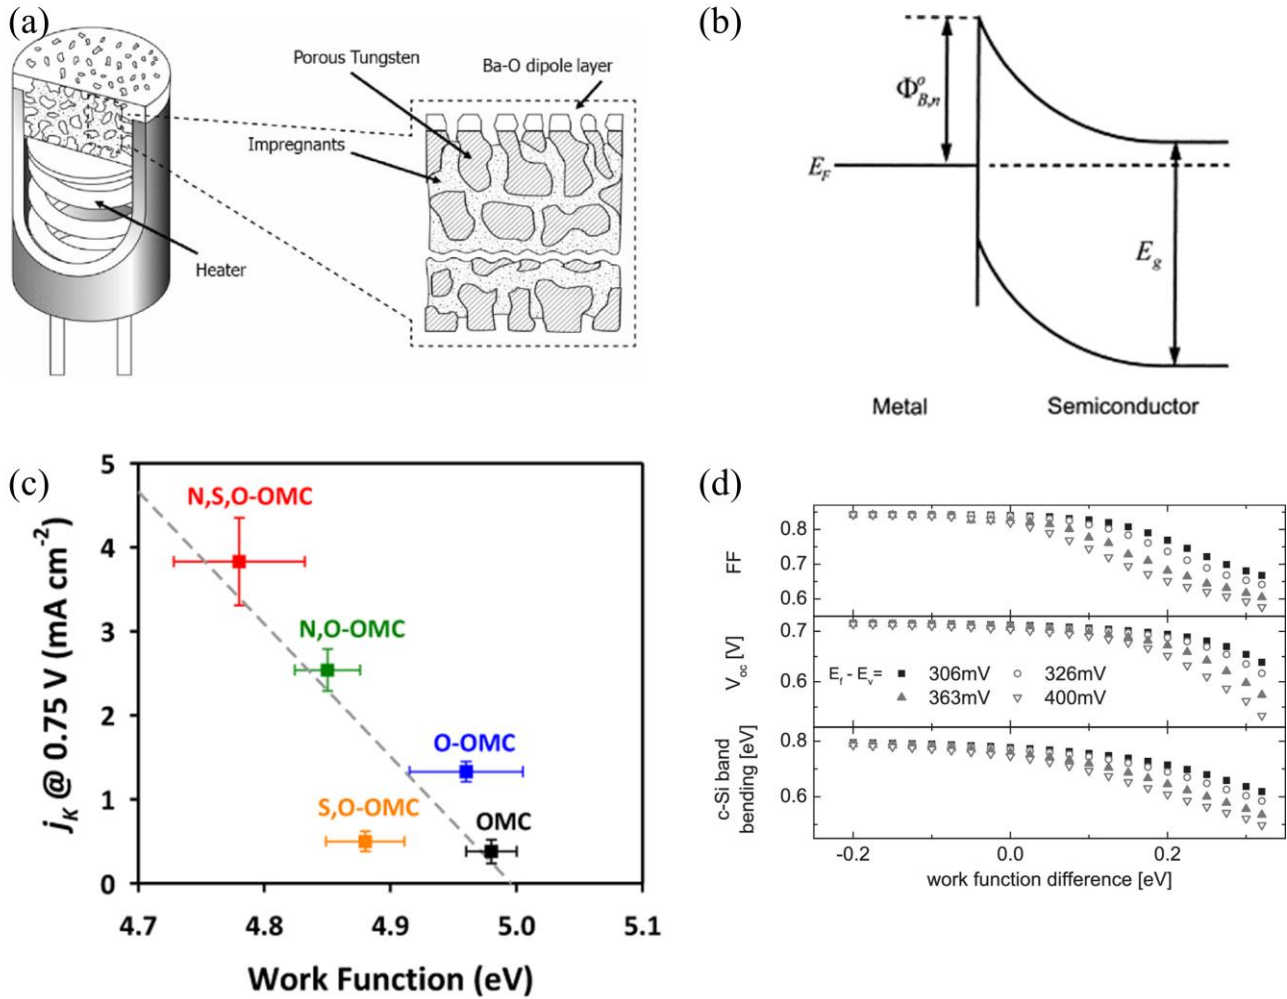 (a)
Porous Tungsten
Ba-O dipole layer
Impregnants
Heater
(b)
Φ°B,n
EF
Eg
Metal
Semiconductor
(c)
5
4
3
2
1
0
jK @ 0.75 V (mA cm-2)
N,S,O-OMC
N,O-OMC
O-OMC
S,O-OMC
OMC
4.7 4.8 4.9 5.0 5.1
Work Function (eV)
(d)
FF
0.8
0.7
0.6
Voc [V]
0.7
0.6
Ef - Ev= 306mV 326mV
363mV 400mV
c-Si band
bending [eV]
0.8
0.6
-0.2 0.0 0.2
work function difference [eV]